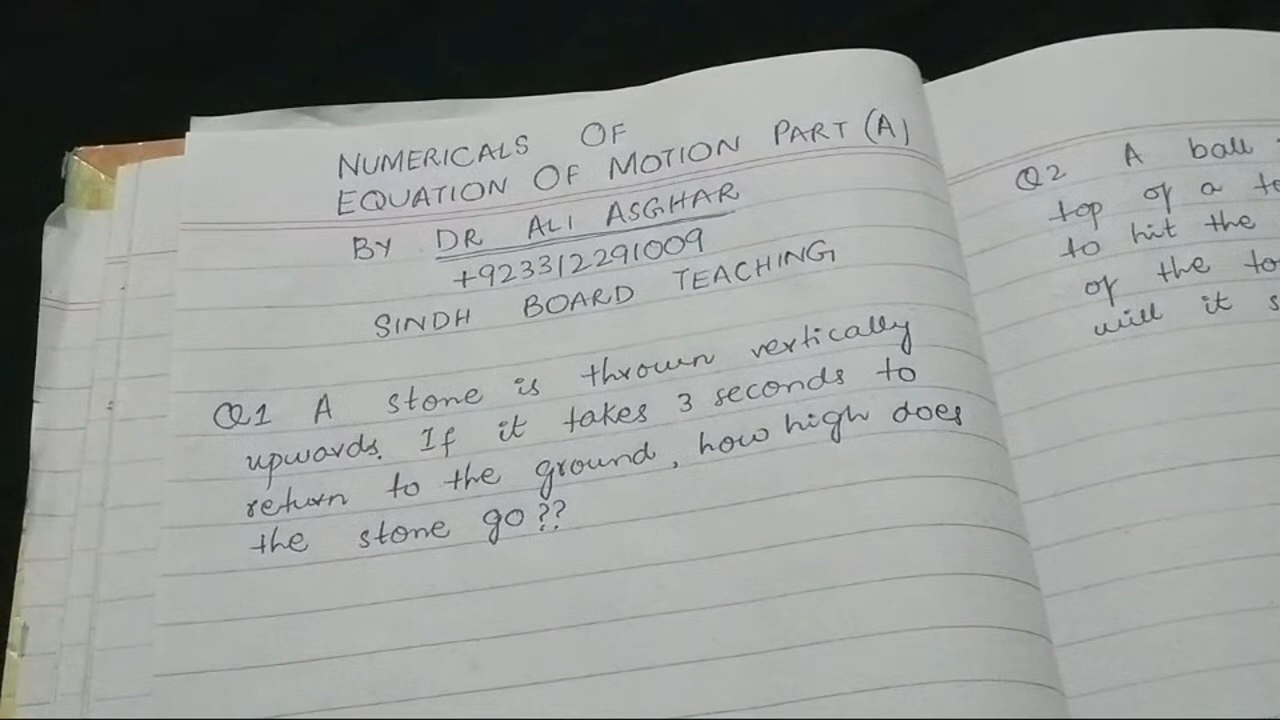 NUMERICALS OF
EQUATION OF MOTION PART (A)
BY DR ALI ASGHAR
+923312291009
SINDH BOARD TEACHING
Q1 A stone is thrown vertically
upwards. If it takes 3 seconds to
return to the ground, how high does
the stone go??
Q2 A ball
top of a
to hit the
of the
will it